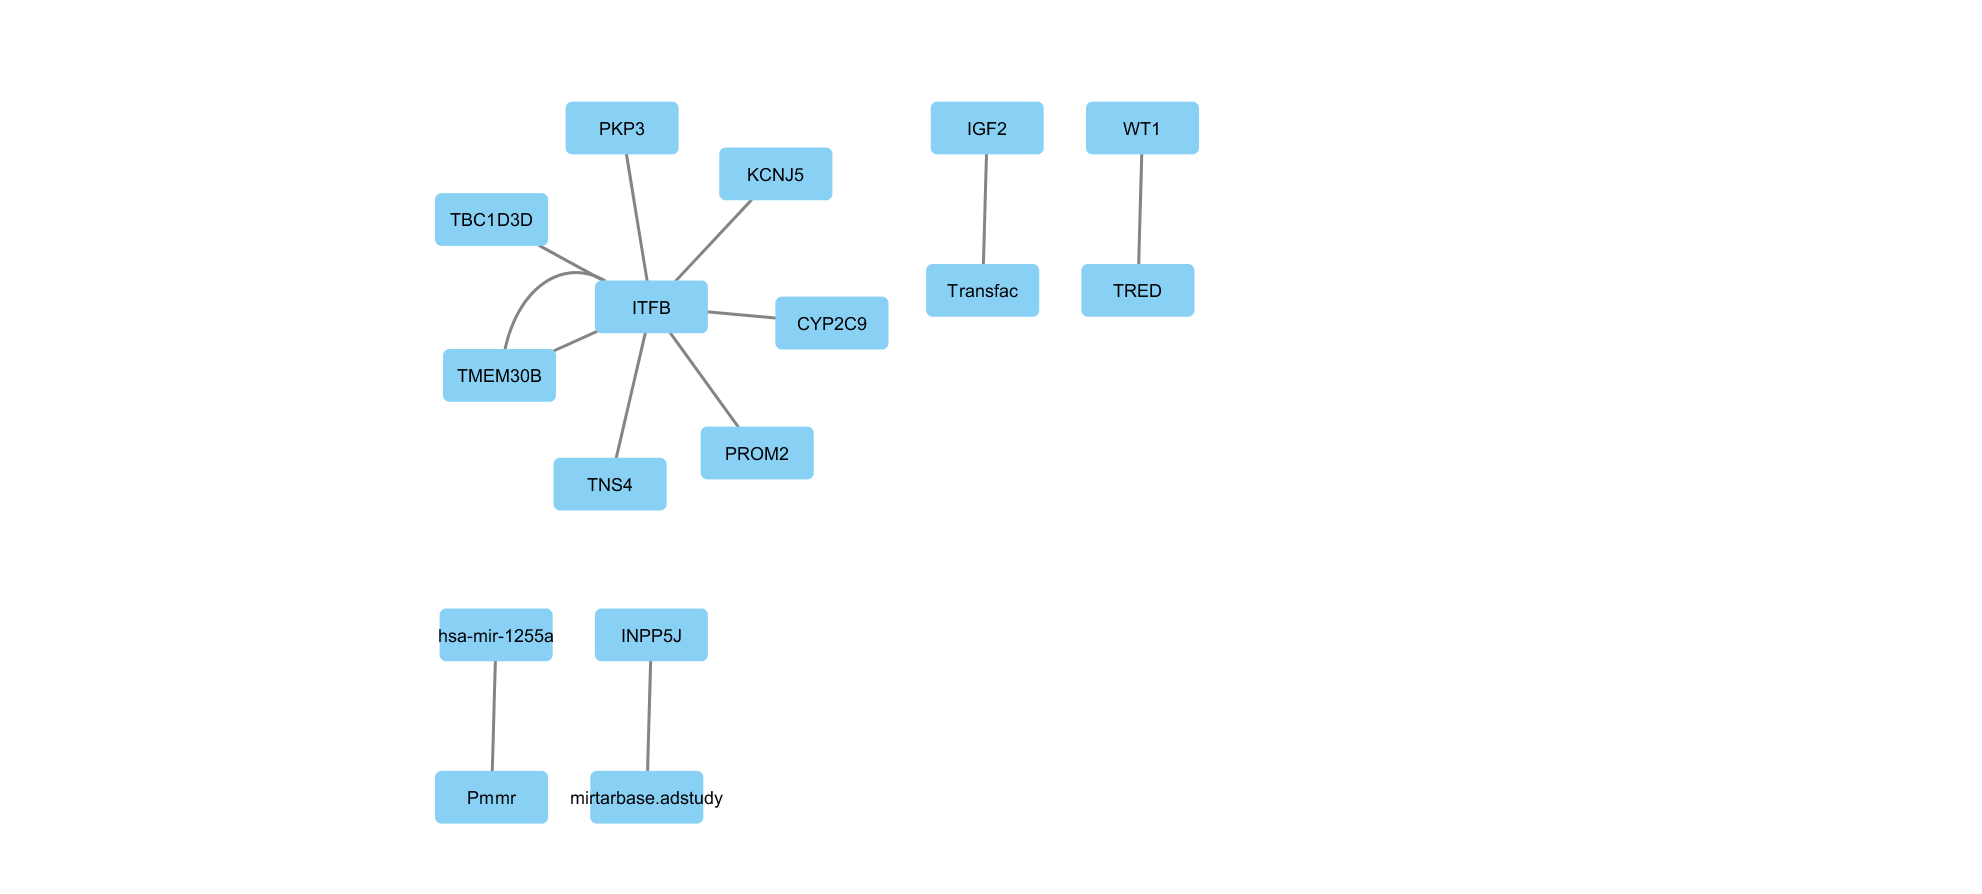 PKP3
IGF2
WT1
KCNJ5
TBC1D3D
Transfac
TRED
ITFB
CYP2C9
TMEM30B
PROM2
TNS4
hsa-mir-1255a
INPP5J
Pmmr
mirtarbase.adstudy